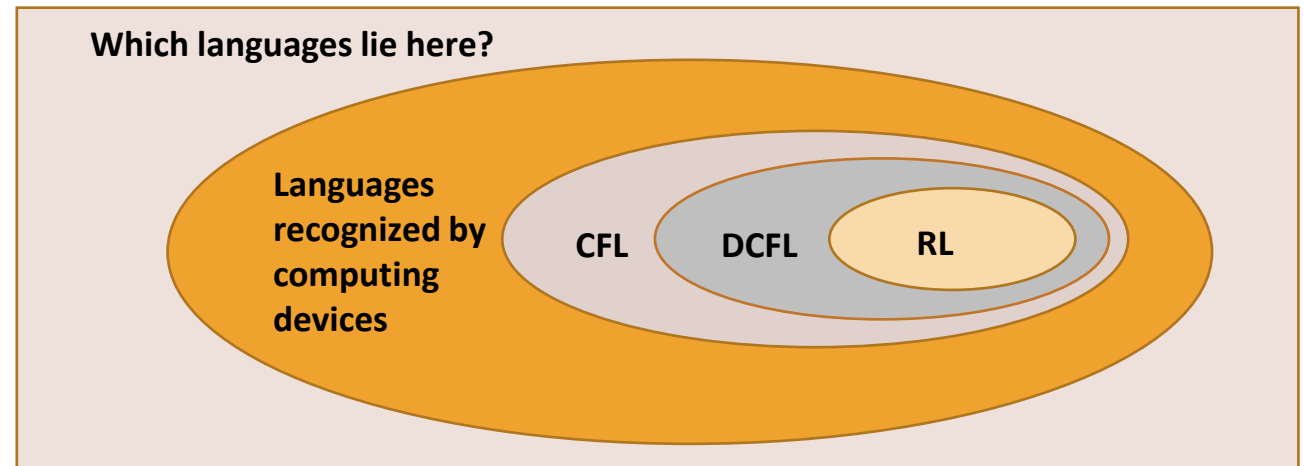 Which languages lie here?
Languages
recognized by
computing
devices
CFL
DCFL
RL